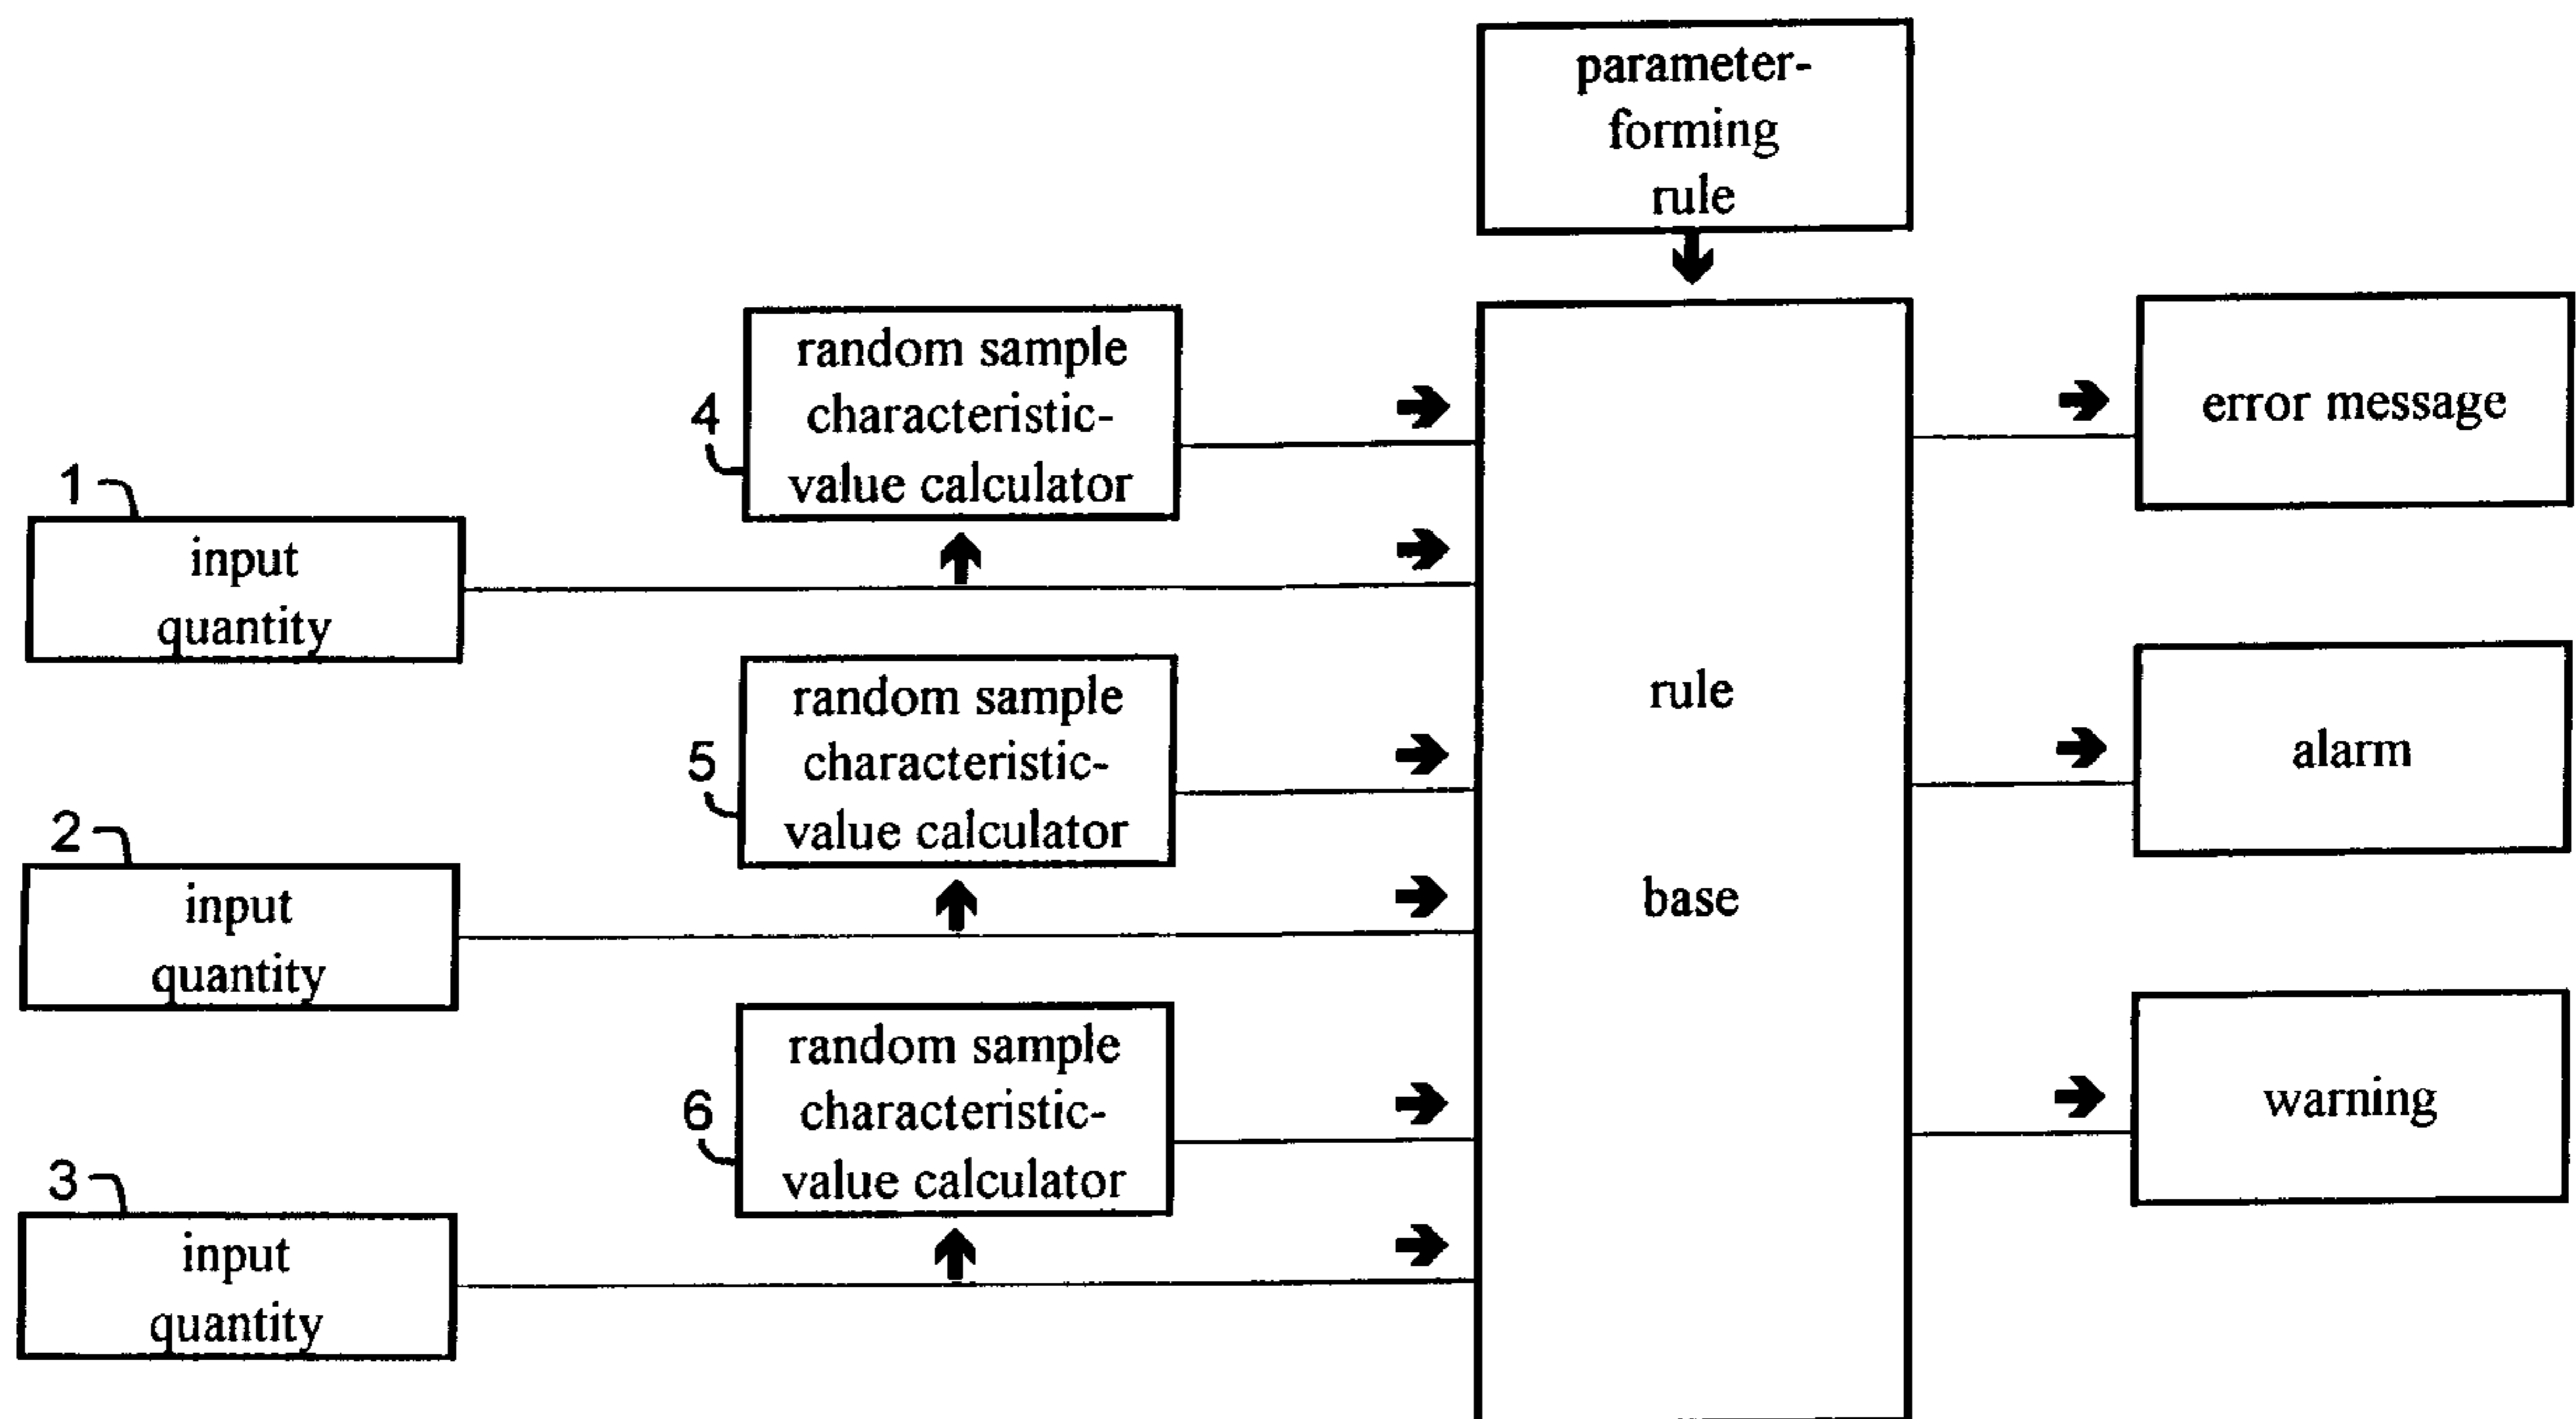 parameter-
forming
rule
random sample
characteristic-
value calculator
4
1
input
quantity
error message
random sample
characteristic-
value calculator
5
2
input
quantity
rule
base
alarm
random sample
characteristic-
value calculator
6
3
input
quantity
warning